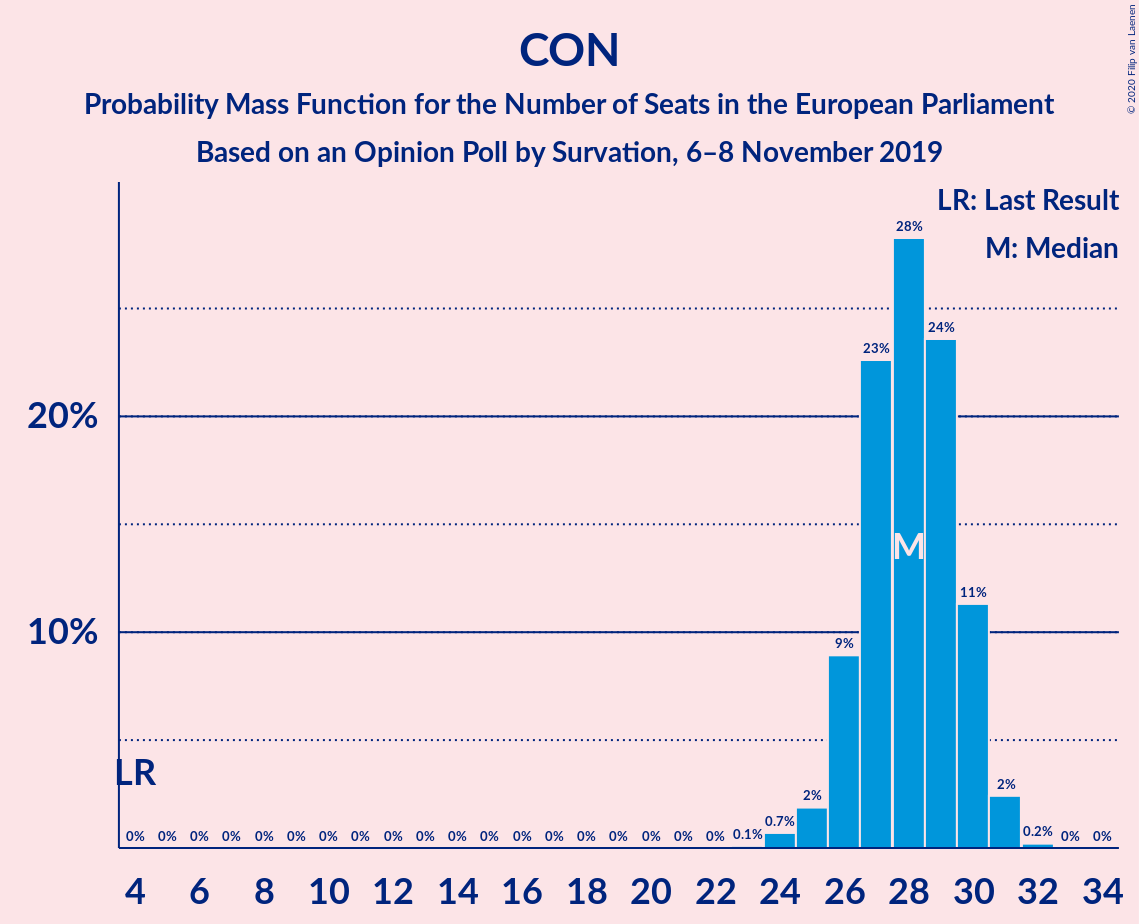 CON
Probability Mass Function for the Number of Seats in the European Parliament
Based on an Opinion Poll by Survation, 6–8 November 2019
© 2020 Filip van Laenen
LR: Last Result
M: Median
28%
24%
23%
20%
M
11%
10%
9%
LR
2%
2%
0% 0% 0% 0% 0% 0% 0% 0% 0% 0% 0% 0% 0% 0% 0% 0% 0% 0% 0% 0.1% 0.7% 0.2% 0% 0%
4 6 8 10 12 14 16 18 20 22 24 26 28 30 32 34